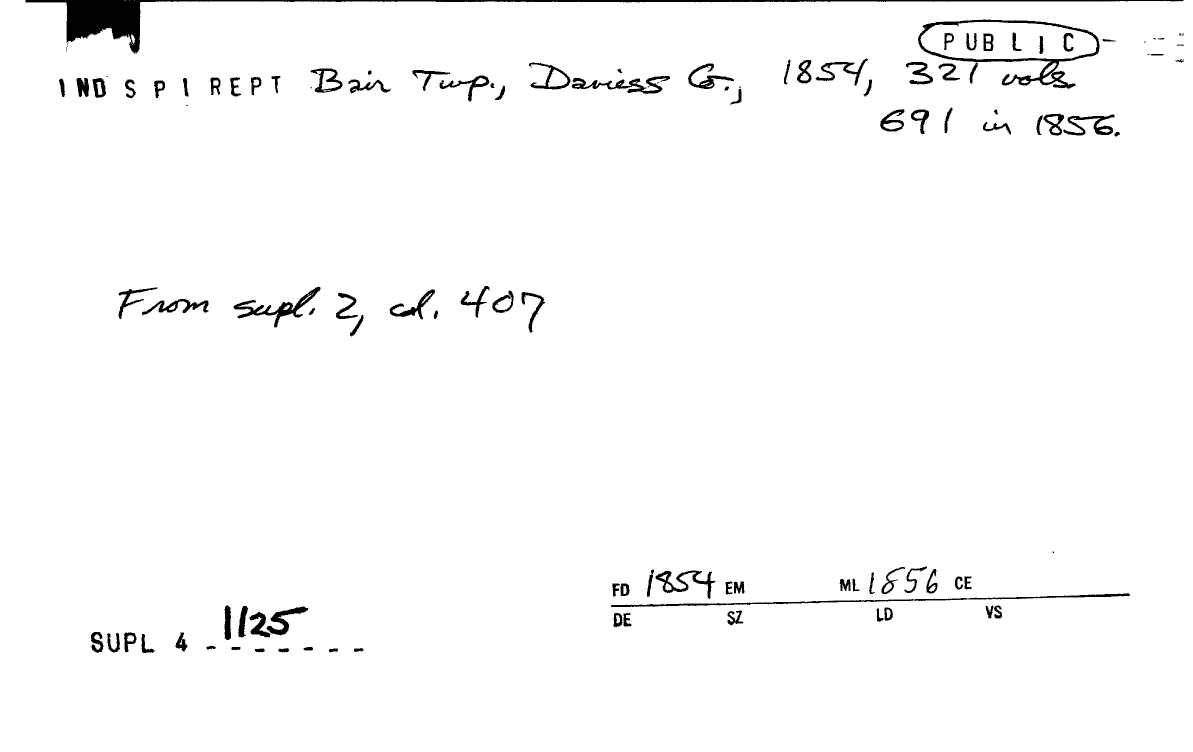 PUBLIC
IND SPI REPT Bair Twp., Daviess Co., 1854, 321 vols.
691 in 1856.
From supl. 2, col. 407
FD 1854 EM ML 1856 CE
DE SZ LD VS
SUPL 4 1125